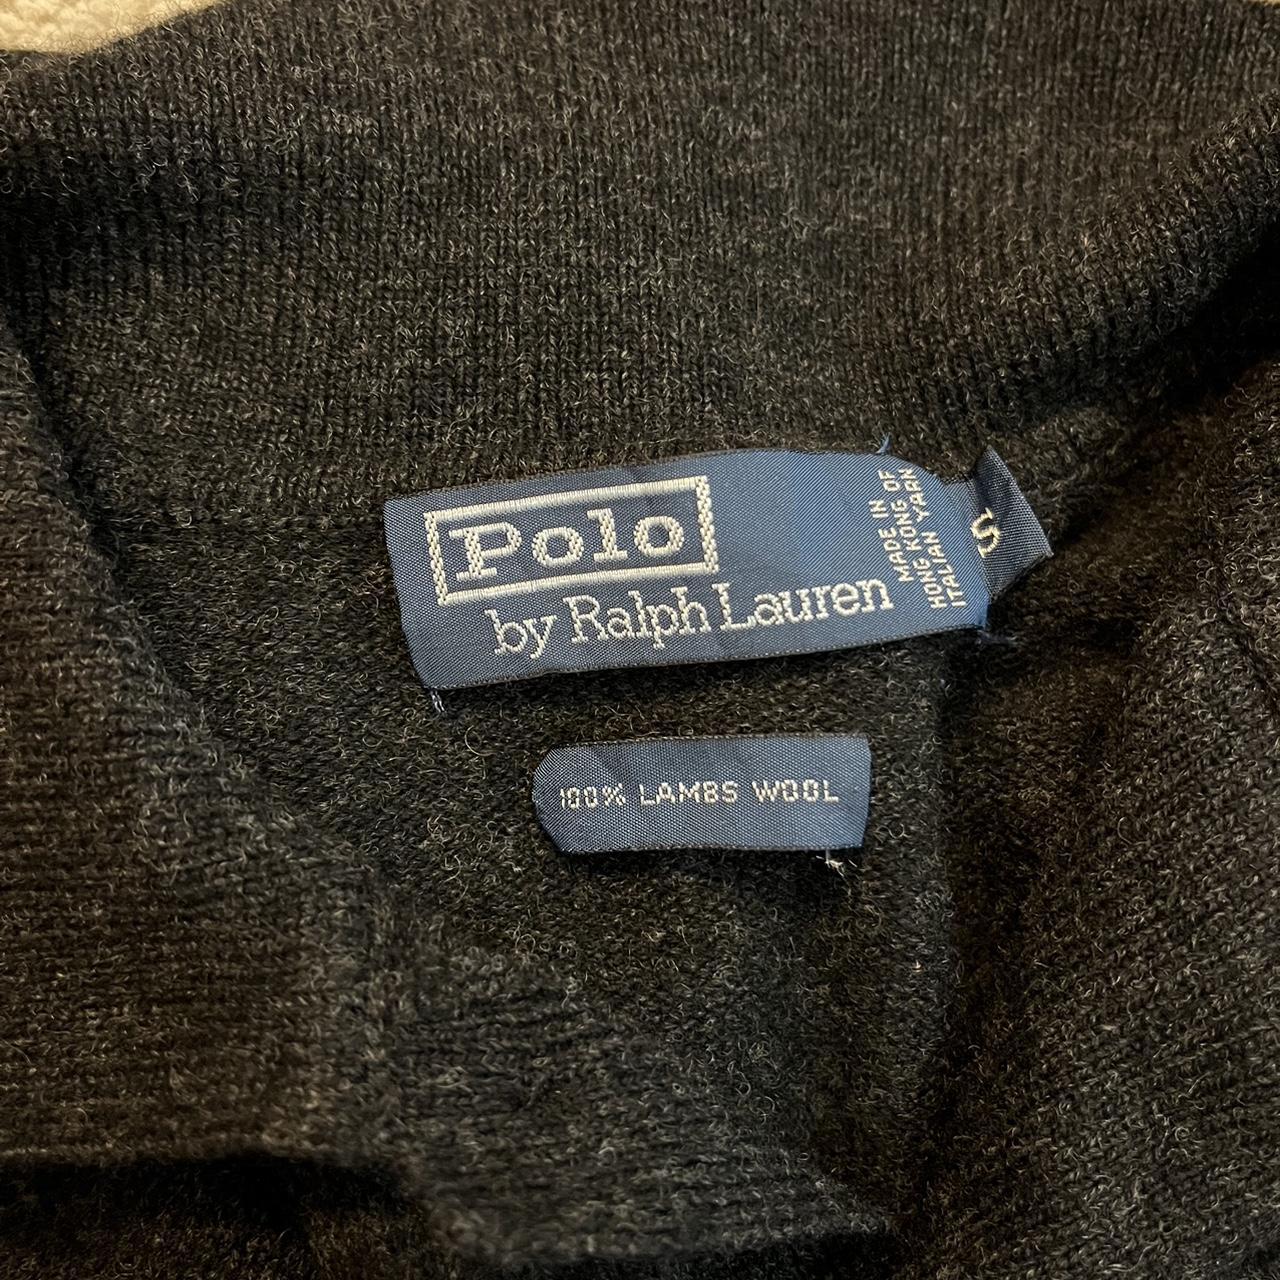 Polo
by Ralph Lauren
MADE IN
HONG KONG OF
ITALIAN YARN
S
100% LAMBS WOOL